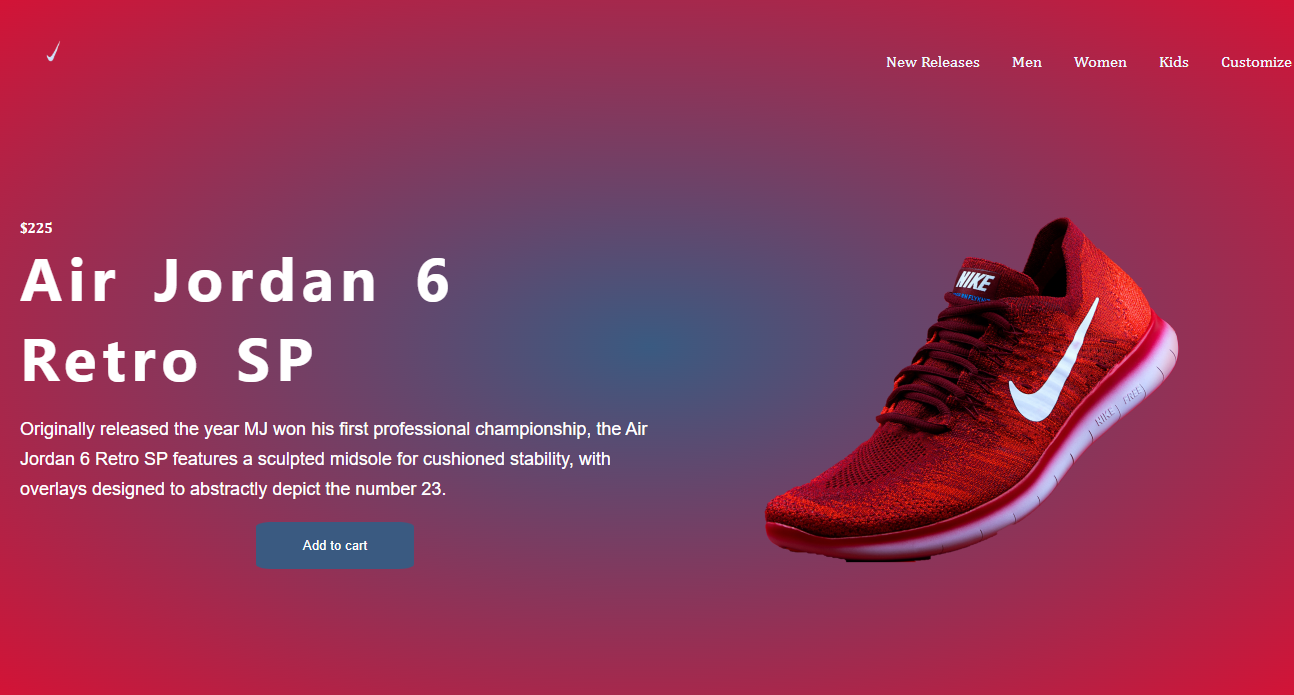 New Releases Men Women Kids Customize
$225
Air Jordan 6
Retro SP
Originally released the year MJ won his first professional championship, the Air
Jordan 6 Retro SP features a sculpted midsole for cushioned stability, with
overlays designed to abstractly depict the number 23.
Add to cart
NIKE
NIKE FREE